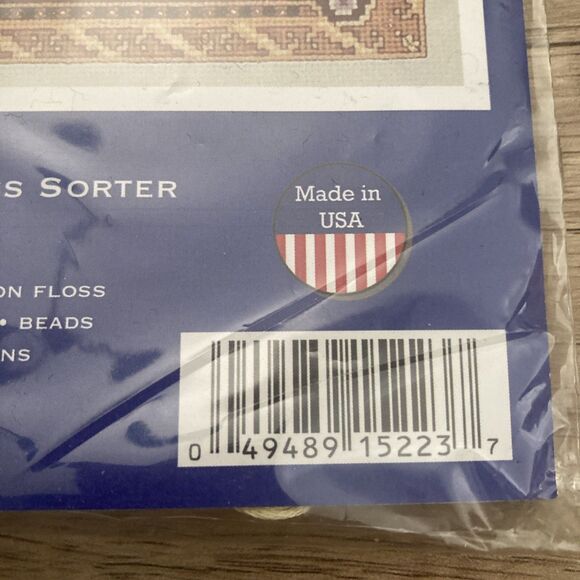 S SORTER
Made in
USA
ON FLOSS
• BEADS
NS
0 49489 15223 7